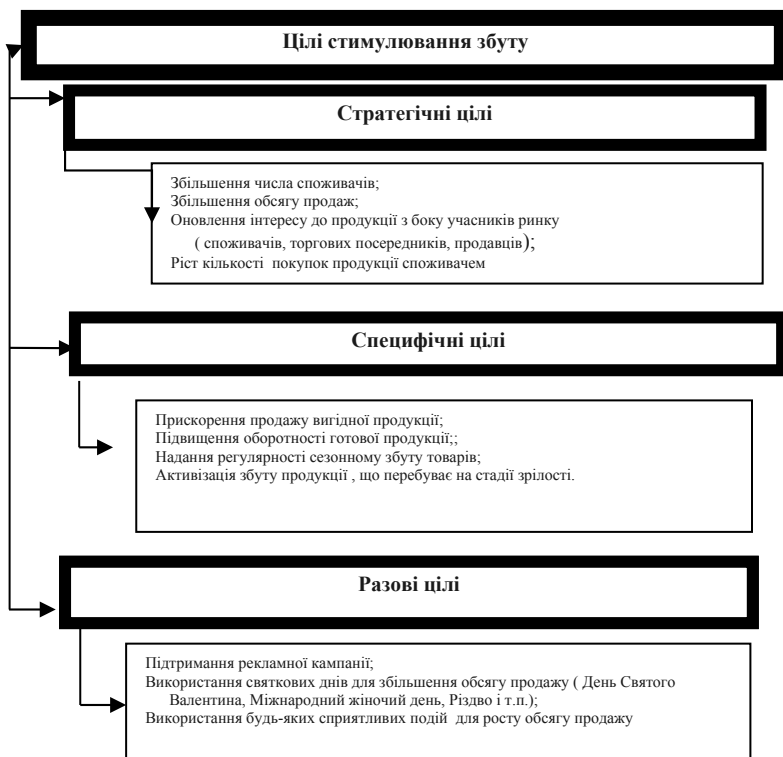 Цілі стимулювання збуту
Стратегічні цілі
Збільшення числа споживачів;
Збільшення обсягу продаж;
Оновлення інтересу до продукції з боку учасників ринку
( споживачів, торгових посередників, продавців);
Ріст кількості покупок продукції споживачем
Специфічні цілі
Прискорення продажу вигідної продукції;
Підвищення оборотності готової продукції;;
Надання регулярності сезонному збуту товарів;
Активізація збуту продукції , що перебуває на стадії зрілості.
Разові цілі
Підтримання рекламної кампанії;
Використання святкових днів для збільшення обсягу продажу ( День Святого
Валентина, Міжнародний жіночий день, Різдво і т.п.);
Використання будь-яких сприятливих подій для росту обсягу продажу